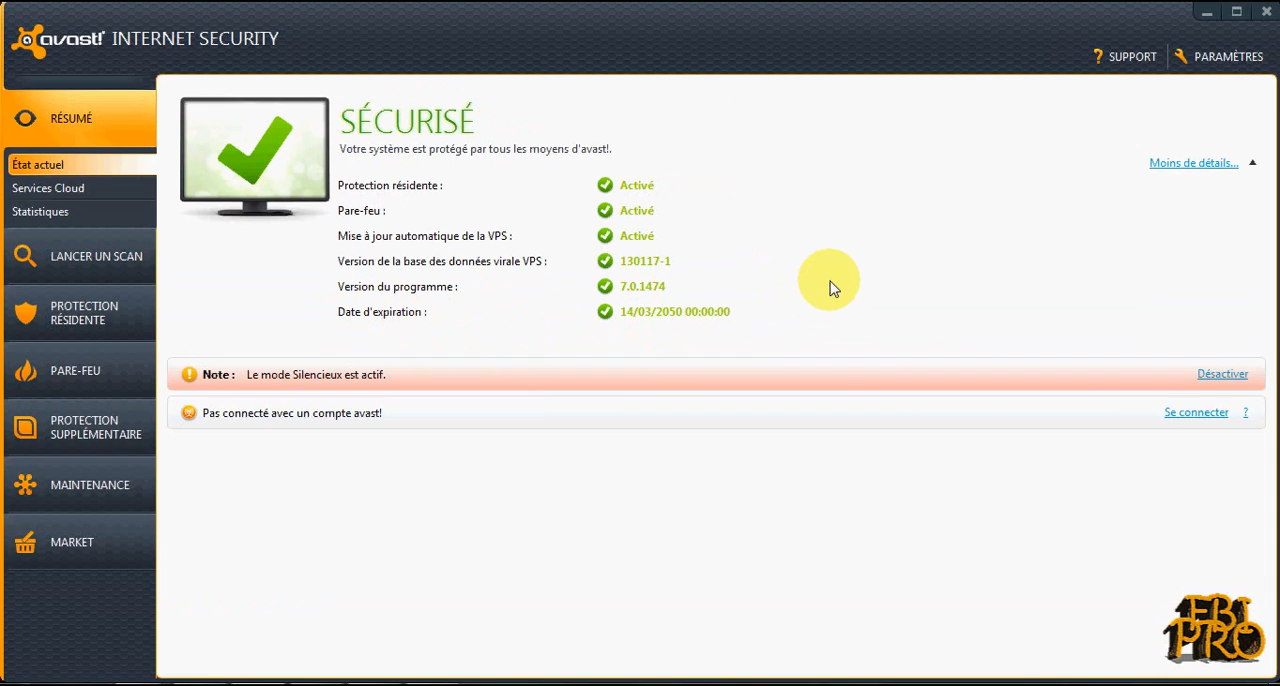 avast! INTERNET SECURITY
? SUPPORT
PARAMÈTRES
RÉSUMÉ
État actuel
Services Cloud
Statistiques
LANCER UN SCAN
PROTECTION
RÉSIDENTE
PARE-FEU
PROTECTION
SUPPLÉMENTAIRE
MAINTENANCE
MARKET
SÉCURISÉ
Votre système est protégé par tous les moyens d'avast!.
Moins de détails...
Protection résidente : Activé
Pare-feu : Activé
Mise à jour automatique de la VPS : Activé
Version de la base des données virale VPS : 130117-1
Version du programme : 7.0.1474
Date d'expiration : 14/03/2050 00:00:00
Note : Le mode Silencieux est actif. Désactiver
Pas connecté avec un compte avast! Se connecter ?
FBI
PRO